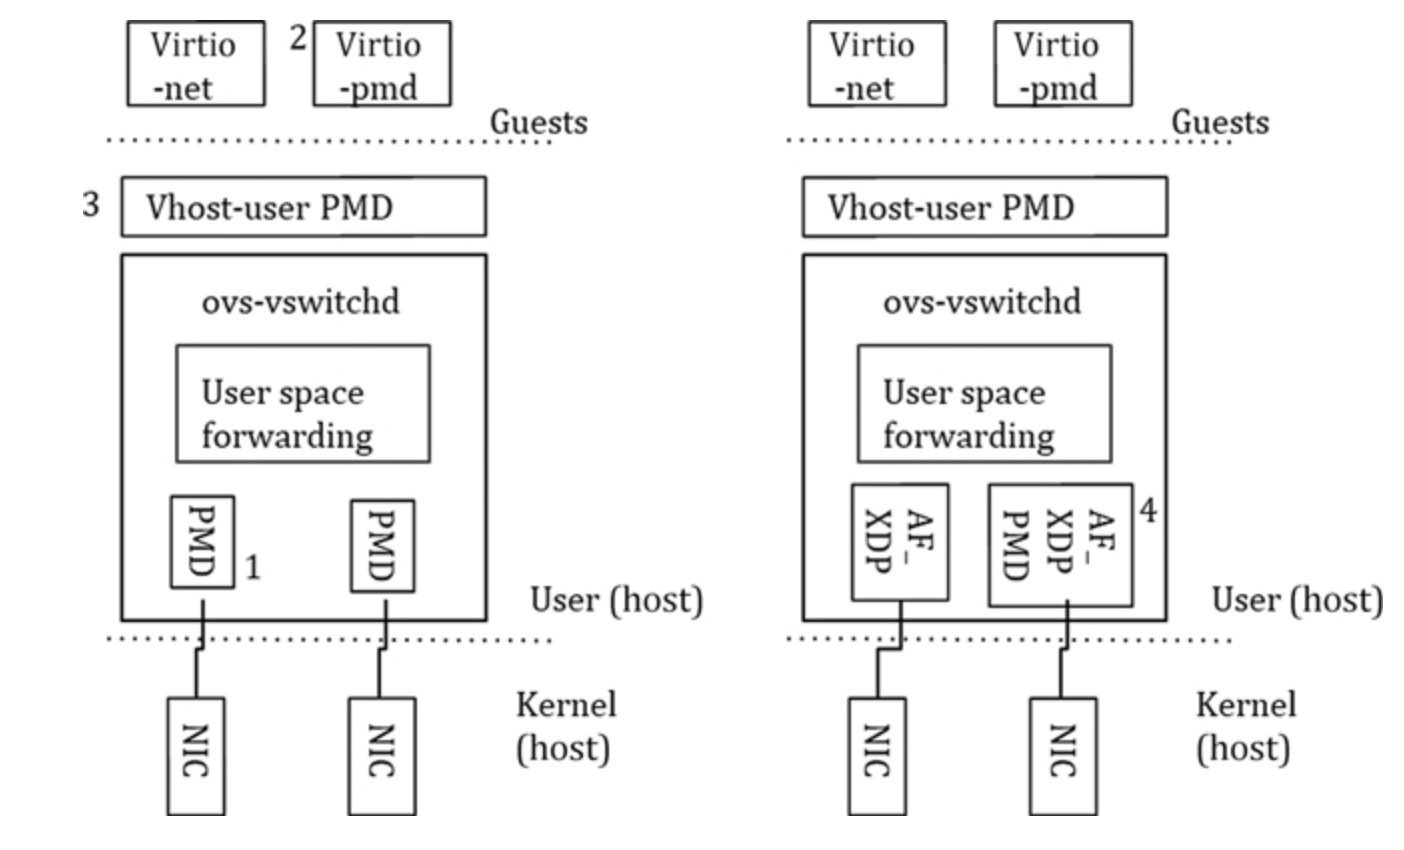 Virtio
-net
2
Virtio
-pmd
Guests
3
Vhost-user PMD
ovs-vswitchd
User space
forwarding
PMD
1
PMD
User (host)
NIC
NIC
Kernel
(host)
Virtio
-net
Virtio
-pmd
Guests
Vhost-user PMD
ovs-vswitchd
User space
forwarding
AF_
XDP
AF_
XDP
PMD
4
User (host)
NIC
NIC
Kernel
(host)